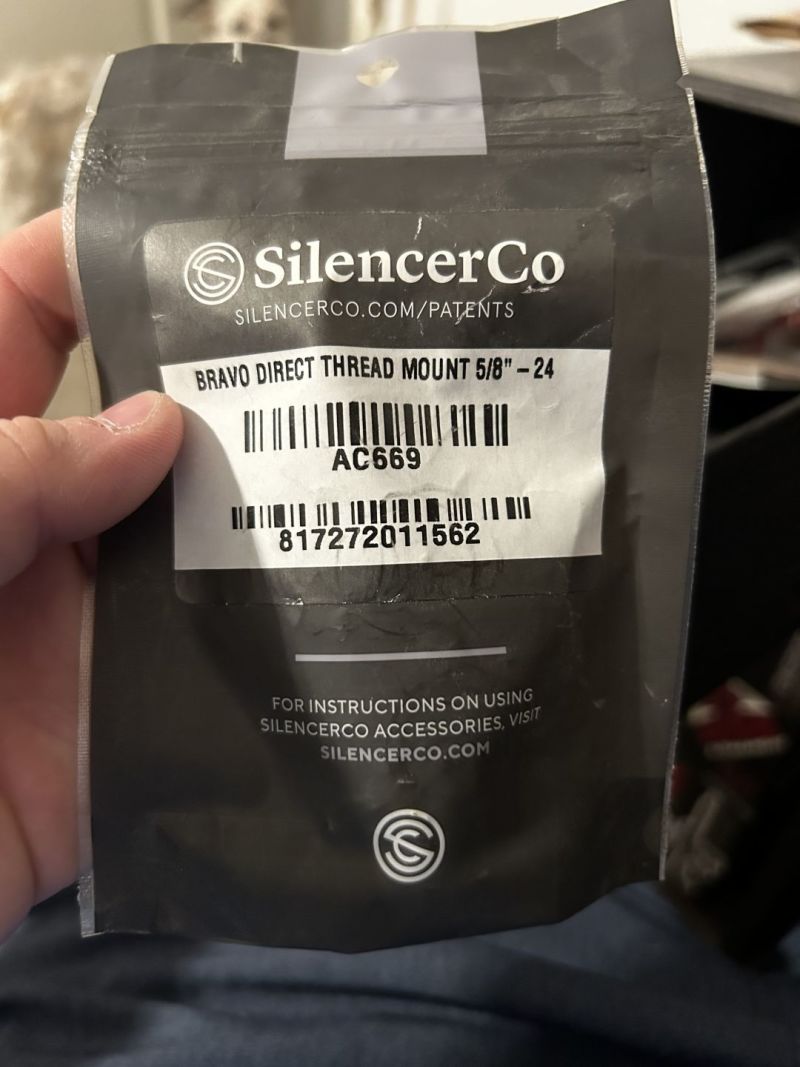 SilencerCo
SILENCERCO.COM/PATENTS
BRAVO DIRECT THREAD MOUNT 5/8" – 24
AC669
817272011562
FOR INSTRUCTIONS ON USING
SILENCERCO ACCESSORIES, VISIT
SILENCERCO.COM